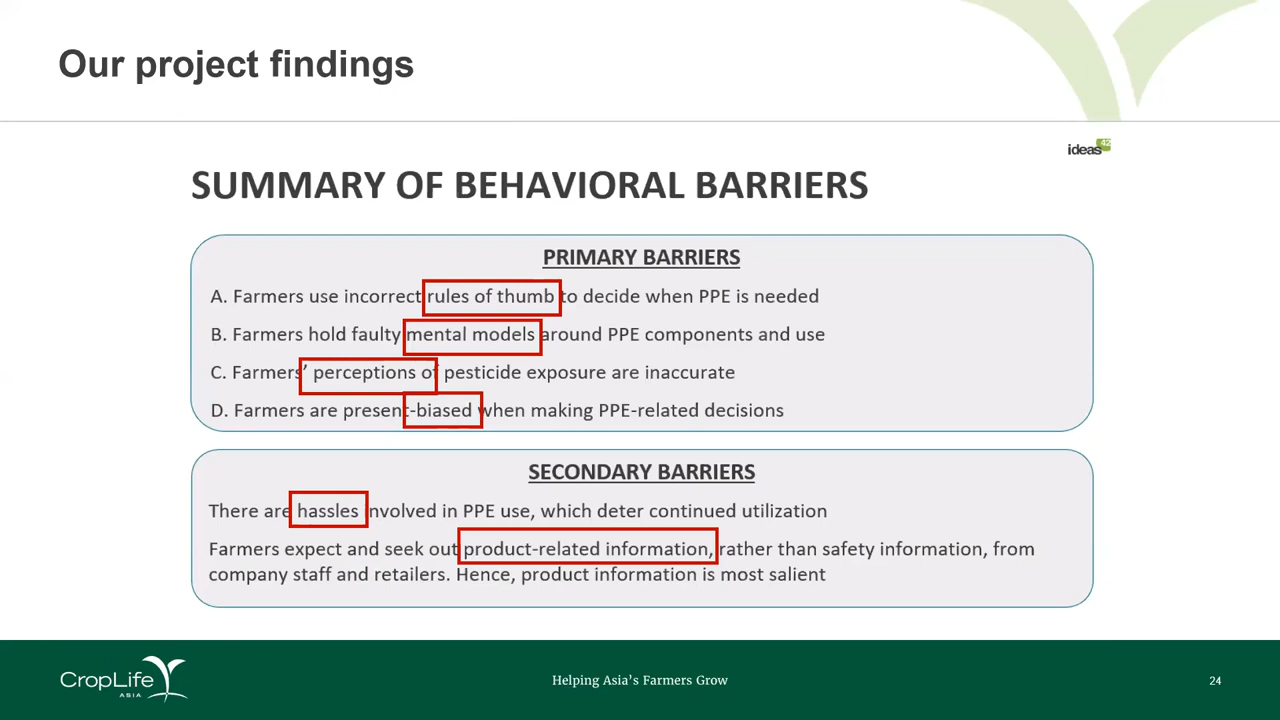 Our project findings
ideas42
SUMMARY OF BEHAVIORAL BARRIERS
PRIMARY BARRIERS
A. Farmers use incorrect rules of thumb to decide when PPE is needed
B. Farmers hold faulty mental models around PPE components and use
C. Farmers’ perceptions of pesticide exposure are inaccurate
D. Farmers are present-biased when making PPE-related decisions
SECONDARY BARRIERS
There are hassles involved in PPE use, which deter continued utilization
Farmers expect and seek out product-related information, rather than safety information, from
company staff and retailers. Hence, product information is most salient
CropLife
ASIA
Helping Asia’s Farmers Grow
24